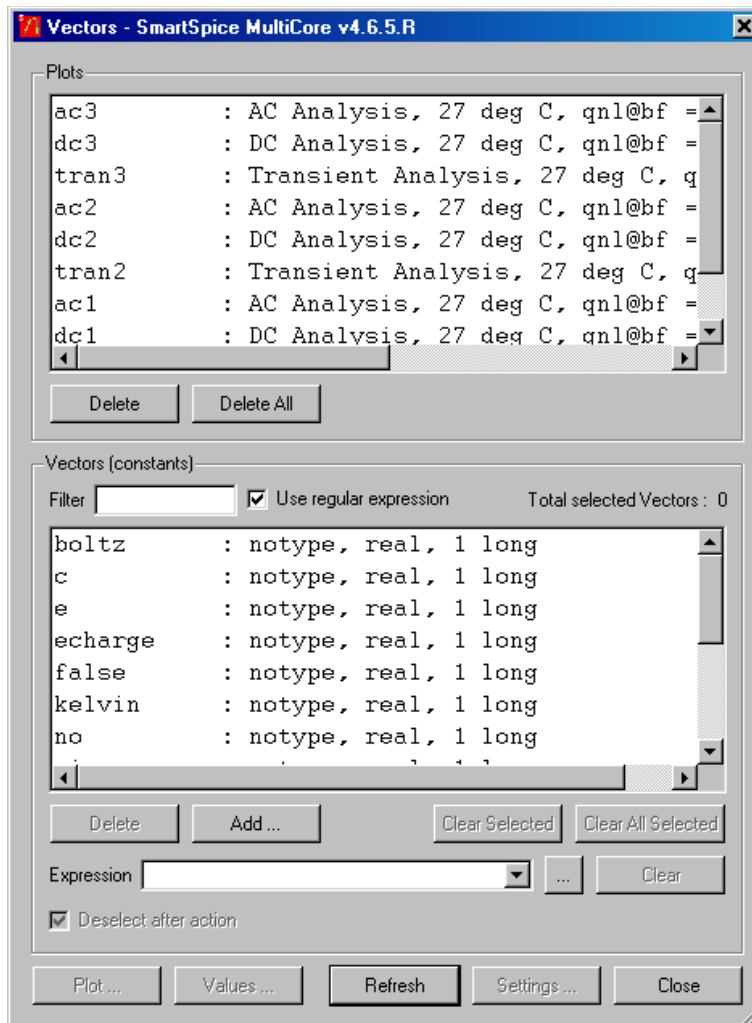 Vectors - SmartSpice MultiCore v4.6.5.R
Plots
ac3 : AC Analysis, 27 deg C, qnl@bf =
dc3 : DC Analysis, 27 deg C, qnl@bf =
tran3 : Transient Analysis, 27 deg C, q
ac2 : AC Analysis, 27 deg C, qnl@bf =
dc2 : DC Analysis, 27 deg C, qnl@bf =
tran2 : Transient Analysis, 27 deg C, q
ac1 : AC Analysis, 27 deg C, qnl@bf =
dc1 : DC Analysis, 27 deg C, qnl@bf =
Delete Delete All
Vectors (constants)
Filter Use regular expression Total selected Vectors : 0
boltz : notype, real, 1 long
c : notype, real, 1 long
e : notype, real, 1 long
echarge : notype, real, 1 long
false : notype, real, 1 long
kelvin : notype, real, 1 long
no : notype, real, 1 long
Delete Add ... Clear Selected Clear All Selected
Expression ... Clear
Deselect after action
Plot ... Values ... Refresh Settings ... Close